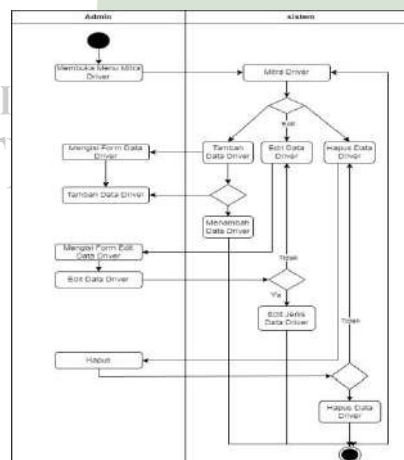 Admin
sistem
Membuka Menu Mitra
Driver
Mitra Driver
Edit
Mengisi Form Data
Driver
Tambah
Data Driver
Edit Data
Driver
Hapus Data
Driver
Tambah Data Driver
Menambah
Data Driver
Mengisi Form Edit
Data Driver
Tidak
Edit Data Driver
Ya
Edit Jenis
Data Driver
Tidak
Hapus
Hapus Data
Driver